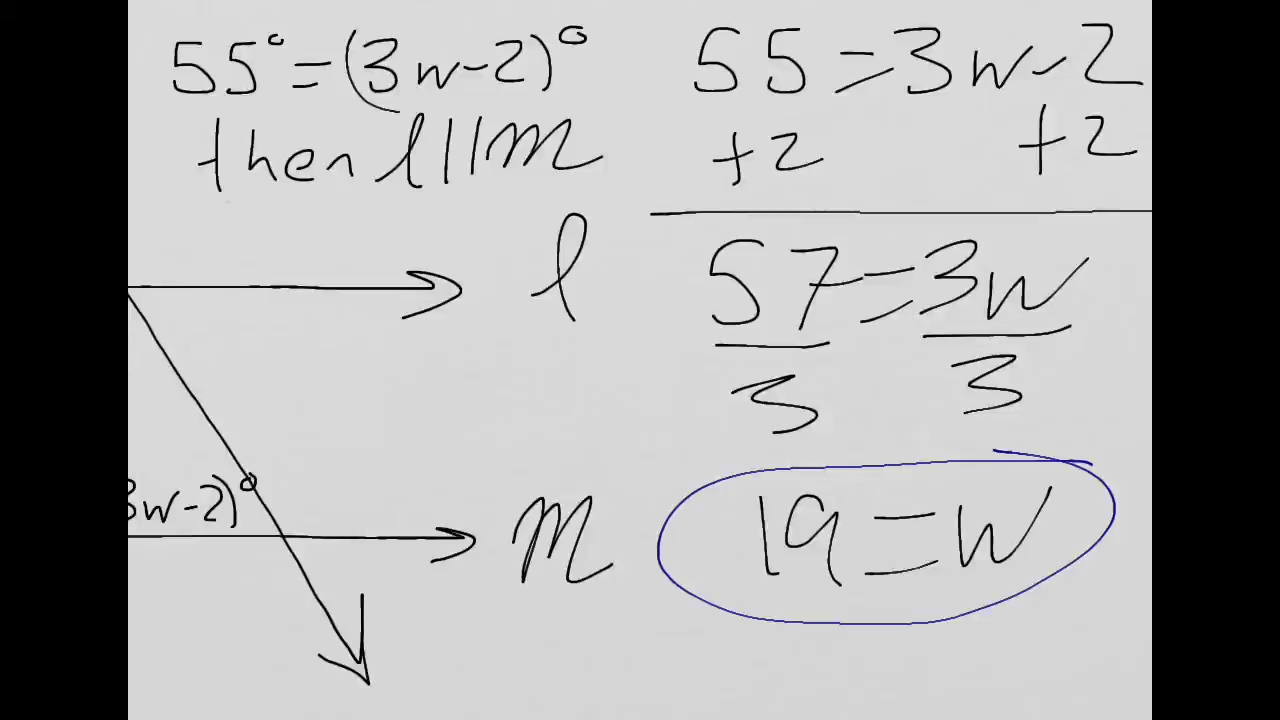 55° = (3w-2)°
then l || m
l
3w-2)°
m
55 = 3w - 2
+2 +2
57 = 3w
3 3
19 = w